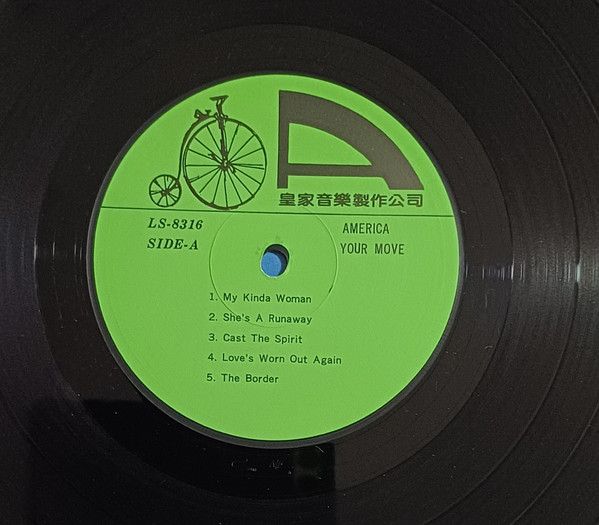 皇家音樂製作公司
LS-8316
SIDE-A
AMERICA
YOUR MOVE
1. My Kinda Woman
2. She's A Runaway
3. Cast The Spirit
4. Love's Worn Out Again
5. The Border